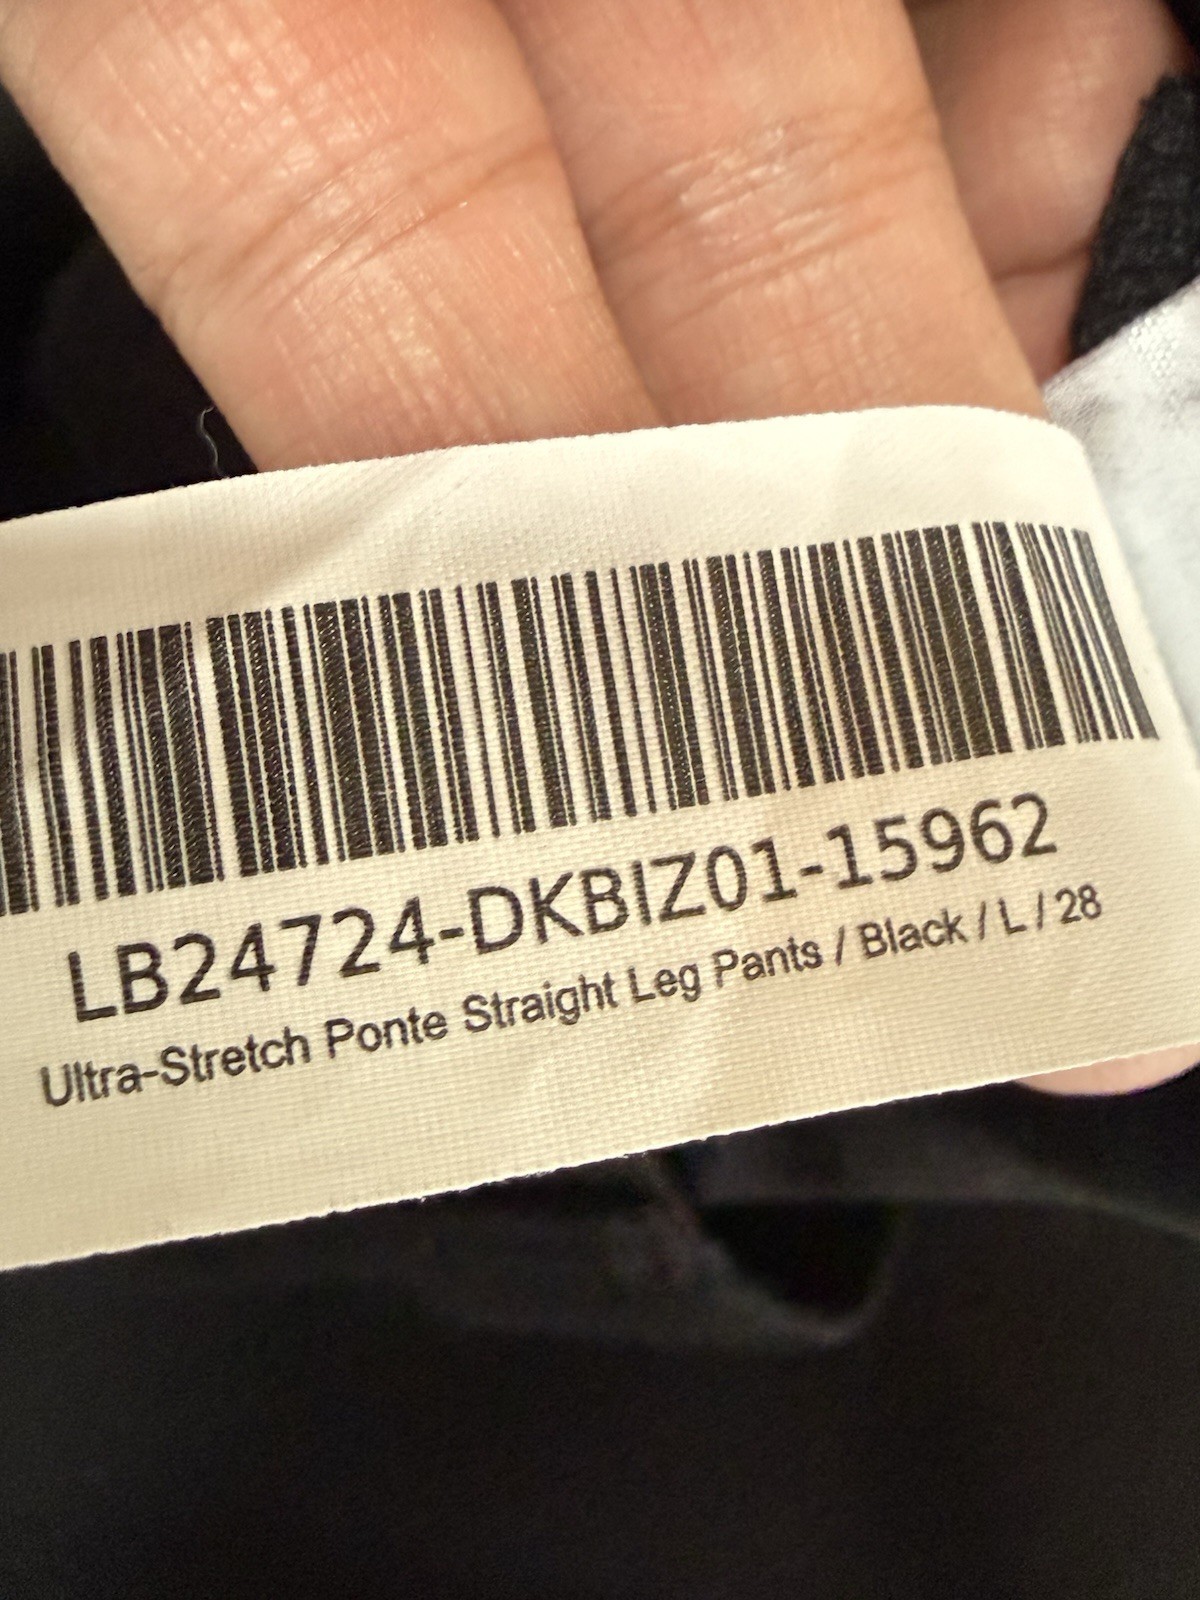 LB24724-DKBIZ01-15962
Ultra-Stretch Ponte Straight Leg Pants / Black / L / 28